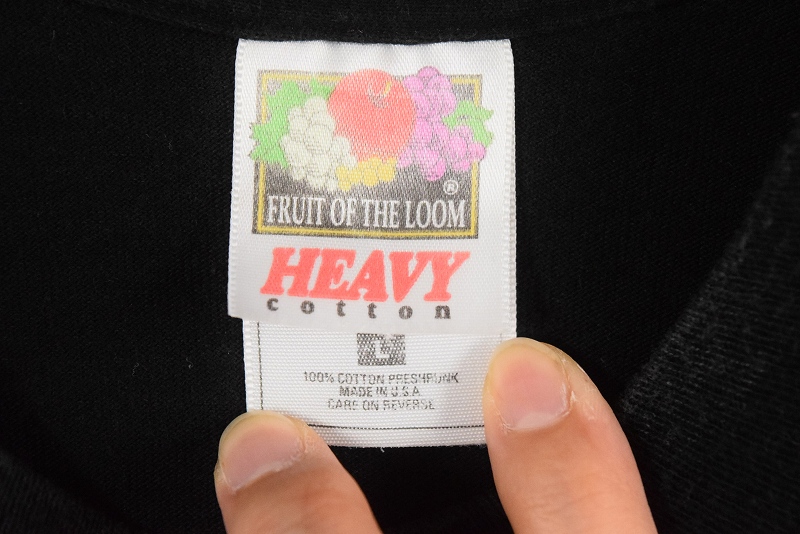 ®
FRUIT OF THE LOOM
HEAVY
cotton
L
100% COTTON PRESHRUNK
MADE IN U.S.A
CARE ON REVERSE